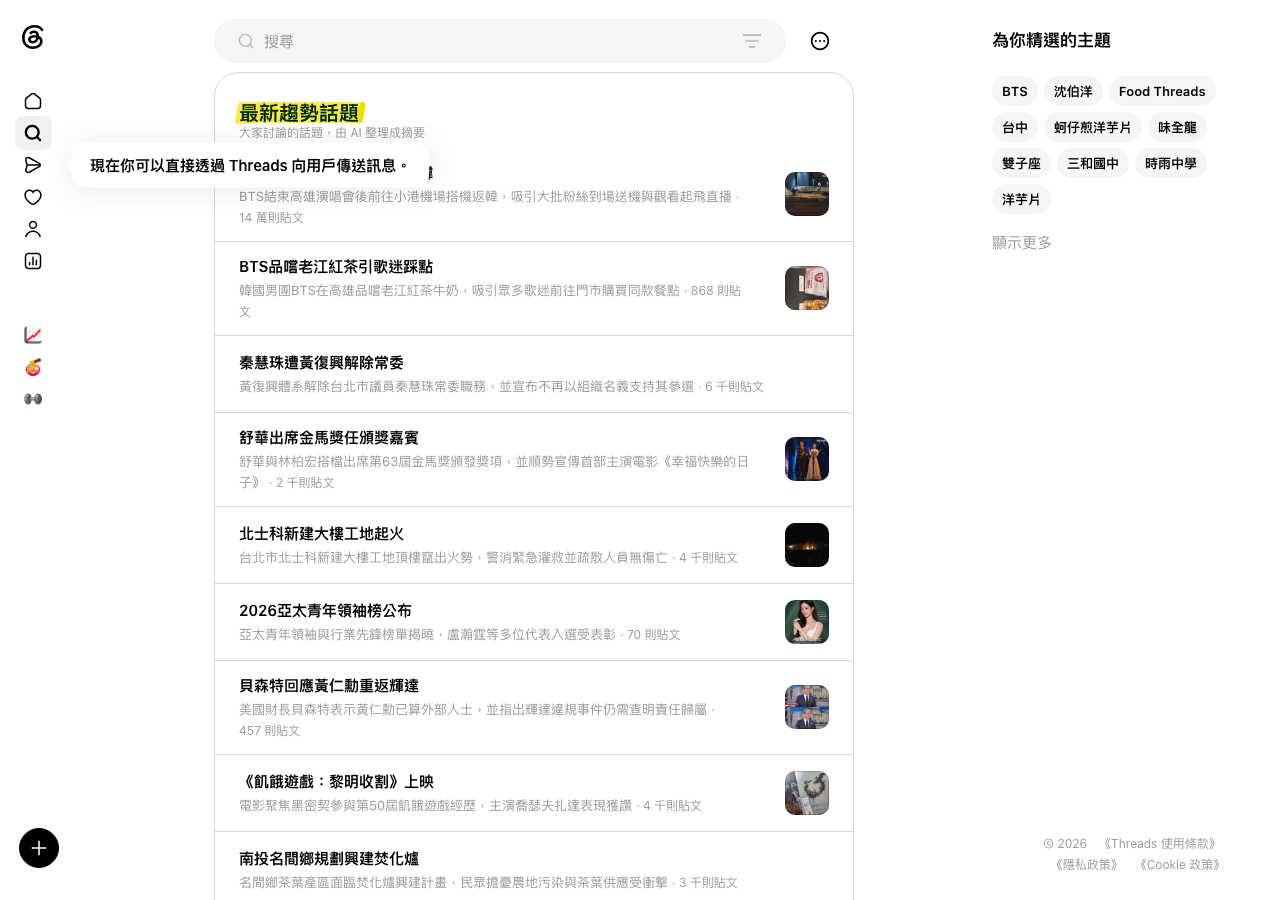 搜尋
最新趨勢話題
大家討論的話題，由 AI 整理成摘要
現在你可以直接透過 Threads 向用戶傳送訊息。
BTS結束高雄演唱會後前往小港機場搭機返韓，吸引大批粉絲到場送機與觀看起飛直播 ·
14 萬則貼文
BTS品嚐老江紅茶引歌迷踩點
韓國男團BTS在高雄品嚐老江紅茶牛奶，吸引眾多歌迷前往門市購買同款餐點 · 868 則貼
文
秦慧珠遭黃復興解除常委
黃復興體系解除台北市議員秦慧珠常委職務，並宣布不再以組織名義支持其參選 · 6 千則貼文
舒華出席金馬獎任頒獎嘉賓
舒華與林柏宏搭檔出席第63屆金馬獎頒發獎項，並順勢宣傳首部主演電影《幸福快樂的日
子》 · 2 千則貼文
北士科新建大樓工地起火
台北市北士科新建大樓工地頂樓竄出火勢，警消緊急灌救並疏散人員無傷亡 · 4 千則貼文
2026亞太青年領袖榜公布
亞太青年領袖與行業先鋒榜單揭曉，盧瀚霆等多位代表入選受表彰 · 70 則貼文
貝森特回應黃仁勳重返輝達
美國財長貝森特表示黃仁勳已算外部人士，並指出輝達違規事件仍需查明責任歸屬 ·
457 則貼文
《飢餓遊戲：黎明收割》上映
電影聚焦黑密契參與第50屆飢餓遊戲經歷，主演喬瑟夫扎達表現獲讚 · 4 千則貼文
南投名間鄉規劃興建焚化爐
名間鄉茶葉產區面臨焚化爐興建計畫，民眾擔憂農地污染與茶葉供應受衝擊 · 3 千則貼文
為你精選的主題
BTS 沈伯洋 Food Threads
台中 蚵仔煎洋芋片 味全龍
雙子座 三和國中 時雨中學
洋芋片
顯示更多
© 2026 《Threads 使用條款》
《隱私政策》 《Cookie 政策》